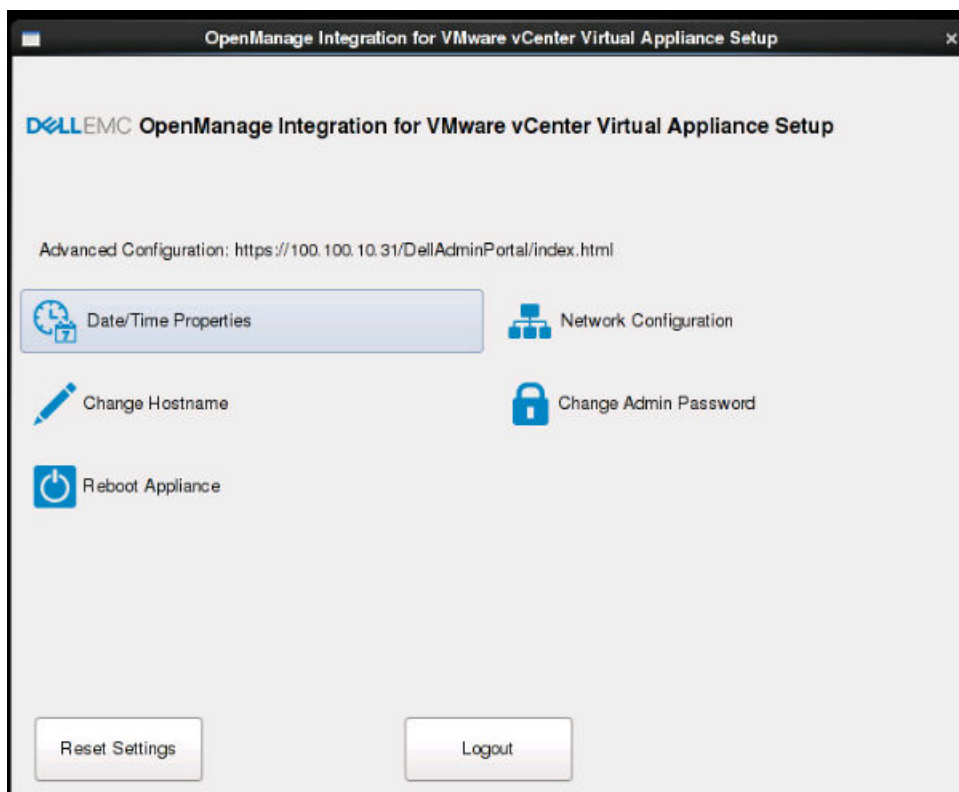 OpenManage Integration for VMware vCenter Virtual Appliance Setup
DELLEMC OpenManage Integration for VMware vCenter Virtual Appliance Setup
Advanced Configuration: https://100.100.10.31/DellAdminPortal/index.html
7 Date/Time Properties
Network Configuration
Change Hostname
Change Admin Password
Reboot Appliance
Reset Settings
Logout